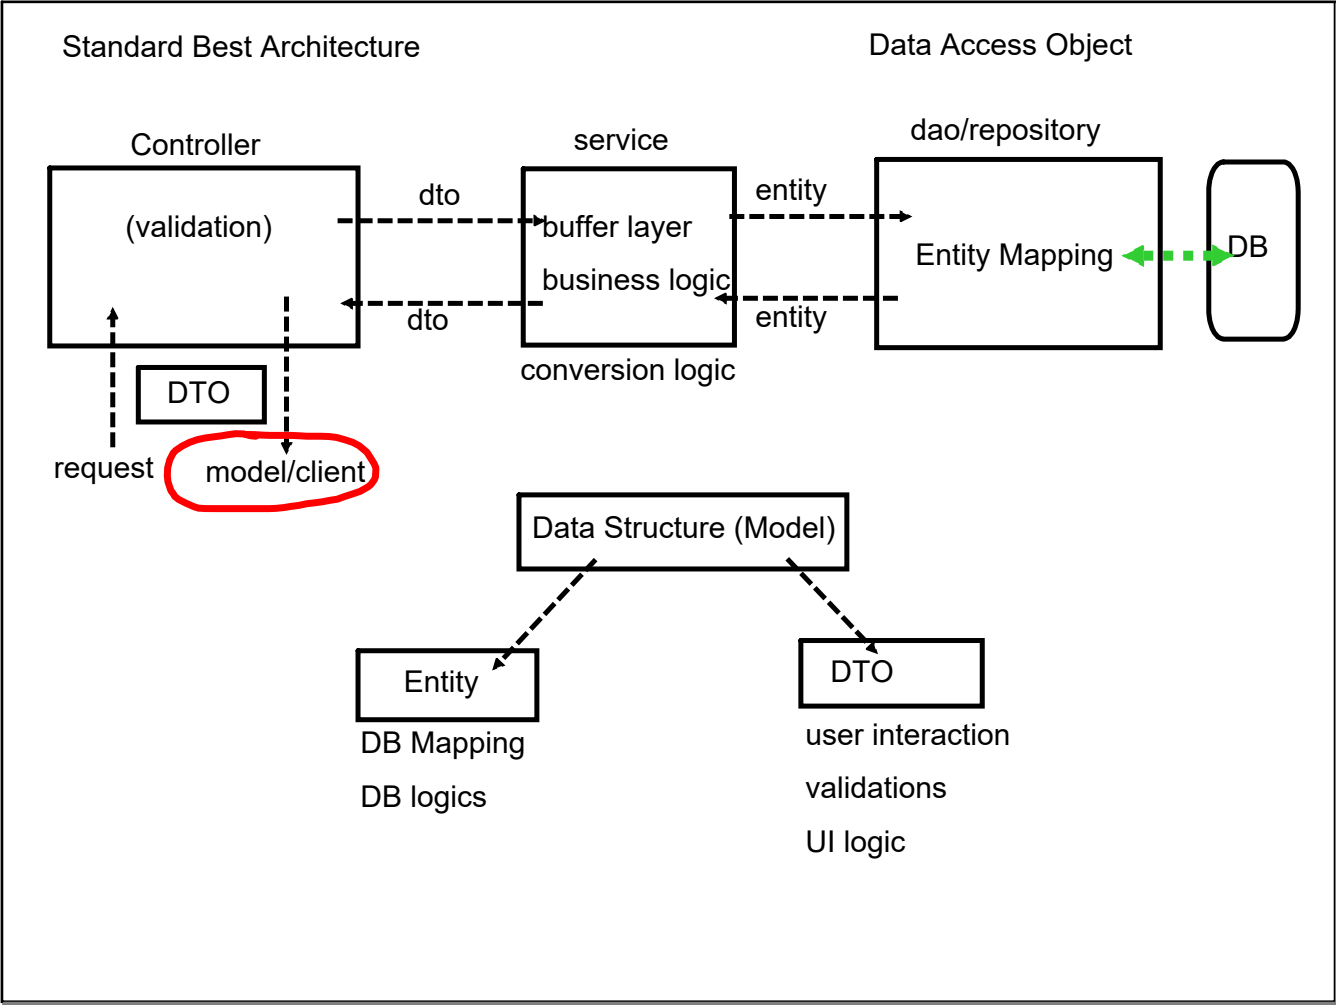 Standard Best Architecture
Data Access Object
Controller
service
dao/repository
(validation)
dto
buffer layer
business logic
entity
Entity Mapping
DB
dto
entity
conversion logic
DTO
request
model/client
Data Structure (Model)
Entity
DB Mapping
DB logics
DTO
user interaction
validations
UI logic